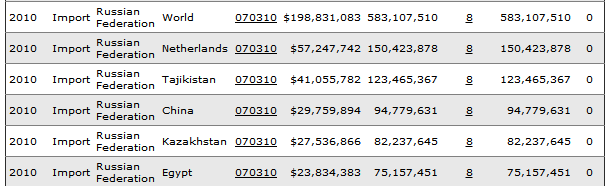 2010 Import Russian Federation World 070310 $198,831,083 583,107,510 8 583,107,510 0
2010 Import Russian Federation Netherlands 070310 $57,247,742 150,423,878 8 150,423,878 0
2010 Import Russian Federation Tajikistan 070310 $41,055,782 123,465,367 8 123,465,367 0
2010 Import Russian Federation China 070310 $29,759,894 94,779,631 8 94,779,631 0
2010 Import Russian Federation Kazakhstan 070310 $27,536,866 82,237,645 8 82,237,645 0
2010 Import Russian Federation Egypt 070310 $23,834,383 75,157,451 8 75,157,451 0